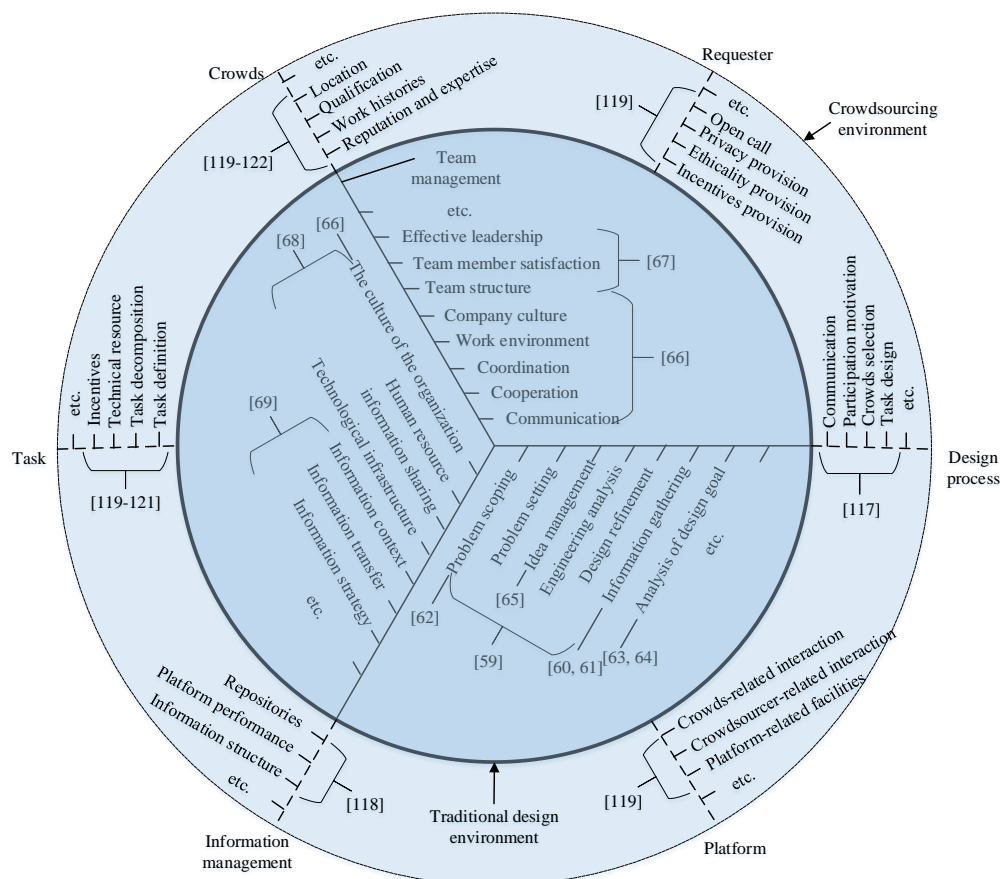 Crowds
etc.
Location
Qualification
Work histories
Reputation and expertise
[119-122]
Requester
etc.
Open call
Privacy provision
Ethicality provision
Incentives provision
[119]
Crowdsourcing
environment
Team
management
etc.
Effective leadership
Team member satisfaction
Team structure
Company culture
Work environment
Coordination
Cooperation
Communication
[67]
[66]
[66]
[68]
The culture of the organization
Human resource
information sharing
Technological infrastructure
[69]
Information context
Information transfer
Information strategy
etc.
Task
etc.
Incentives
Technical resource
Task decomposition
Task definition
[119-121]
Communication
Participation motivation
Crowds selection
Task design
etc.
[117]
Design
process
Problem scoping
Problem setting
Idea management
Engineering analysis
Design refinement
Information gathering
Analysis of design goal
etc.
[62]
[65]
[59]
[60, 61]
[63, 64]
Repositories
Platform performance
Information structure
etc.
[118]
Information
management
Traditional design
environment
Crowds-related interaction
Crowdsourcer-related interaction
Platform-related facilities
etc.
[119]
Platform